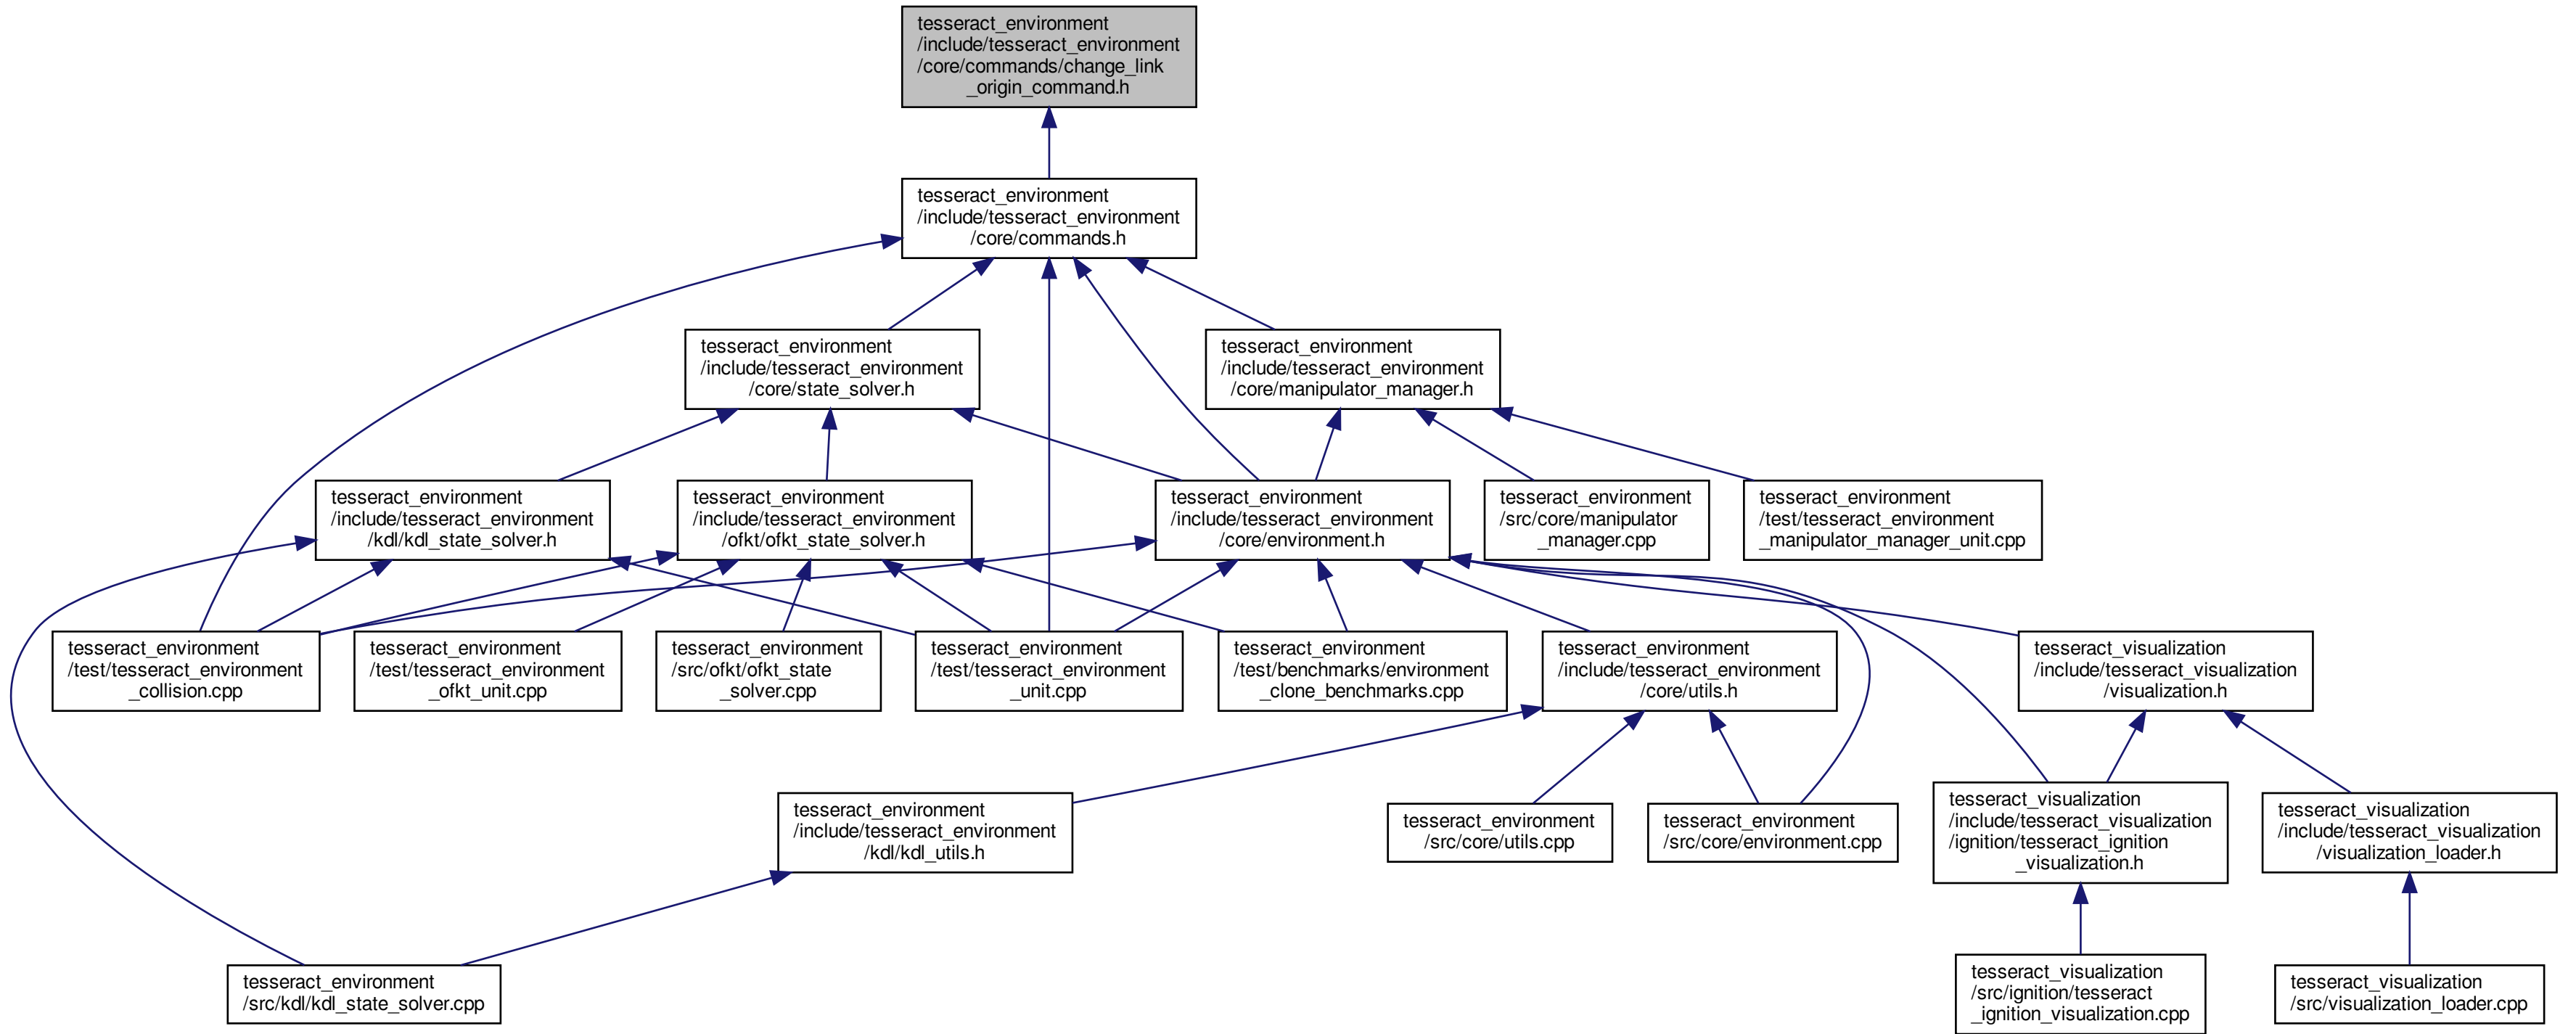 tesseract_environment
/include/tesseract_environment
/core/commands/change_link
_origin_command.h
tesseract_environment
/include/tesseract_environment
/core/commands.h
tesseract_environment
/include/tesseract_environment
/core/state_solver.h
tesseract_environment
/include/tesseract_environment
/core/manipulator_manager.h
tesseract_environment
/include/tesseract_environment
/kdl/kdl_state_solver.h
tesseract_environment
/include/tesseract_environment
/ofkt/ofkt_state_solver.h
tesseract_environment
/include/tesseract_environment
/core/environment.h
tesseract_environment
/src/core/manipulator
_manager.cpp
tesseract_environment
/test/tesseract_environment
_manipulator_manager_unit.cpp
tesseract_environment
/test/tesseract_environment
_collision.cpp
tesseract_environment
/test/tesseract_environment
_ofkt_unit.cpp
tesseract_environment
/src/ofkt/ofkt_state
_solver.cpp
tesseract_environment
/test/tesseract_environment
_unit.cpp
tesseract_environment
/test/benchmarks/environment
_clone_benchmarks.cpp
tesseract_environment
/include/tesseract_environment
/core/utils.h
tesseract_visualization
/include/tesseract_visualization
/visualization.h
tesseract_environment
/include/tesseract_environment
/kdl/kdl_utils.h
tesseract_environment
/src/core/utils.cpp
tesseract_environment
/src/core/environment.cpp
tesseract_visualization
/include/tesseract_visualization
/ignition/tesseract_ignition
_visualization.h
tesseract_visualization
/include/tesseract_visualization
/visualization_loader.h
tesseract_environment
/src/kdl/kdl_state_solver.cpp
tesseract_visualization
/src/ignition/tesseract
_ignition_visualization.cpp
tesseract_visualization
/src/visualization_loader.cpp